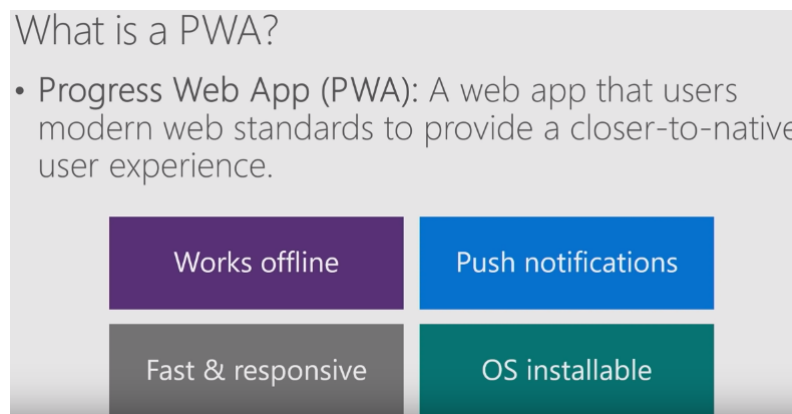 What is a PWA?
• Progress Web App (PWA): A web app that users
modern web standards to provide a closer-to-native
user experience.
Works offline
Push notifications
Fast & responsive
OS installable